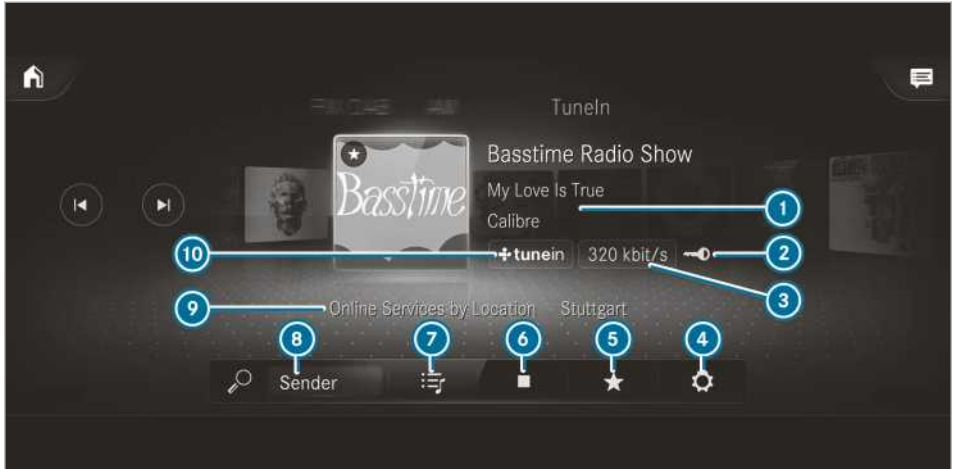 TuneIn
Basstime
Basstime Radio Show
My Love Is True
Calibre
1
10
tunein 320 kbit/s
2
3
9
Online Services by Location Stuttgart
8
7
6
5
4
Sender